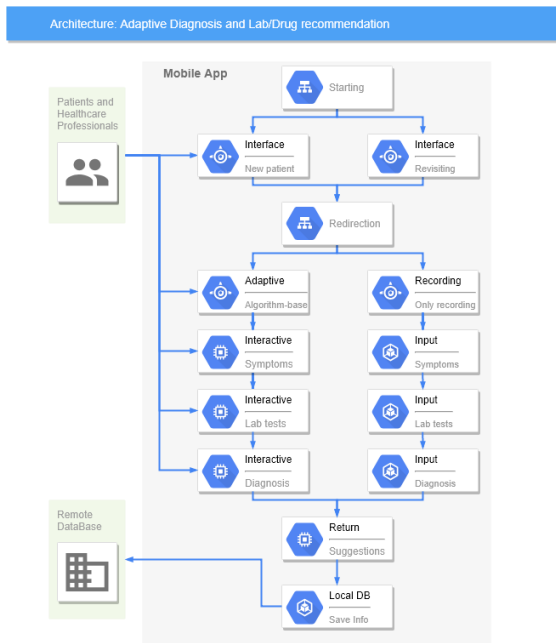 Architecture: Adaptive Diagnosis and Lab/Drug recommendation
Mobile App
Patients and
Healthcare
Professionals
Starting
Interface
New patient
Interface
Revisiting
Redirection
Adaptive
Algorithm-base
Recording
Only recording
Interactive
Symptoms
Input
Symptoms
Interactive
Lab tests
Input
Lab tests
Interactive
Diagnosis
Input
Diagnosis
Remote
DataBase
Return
Suggestions
Local DB
Save Info